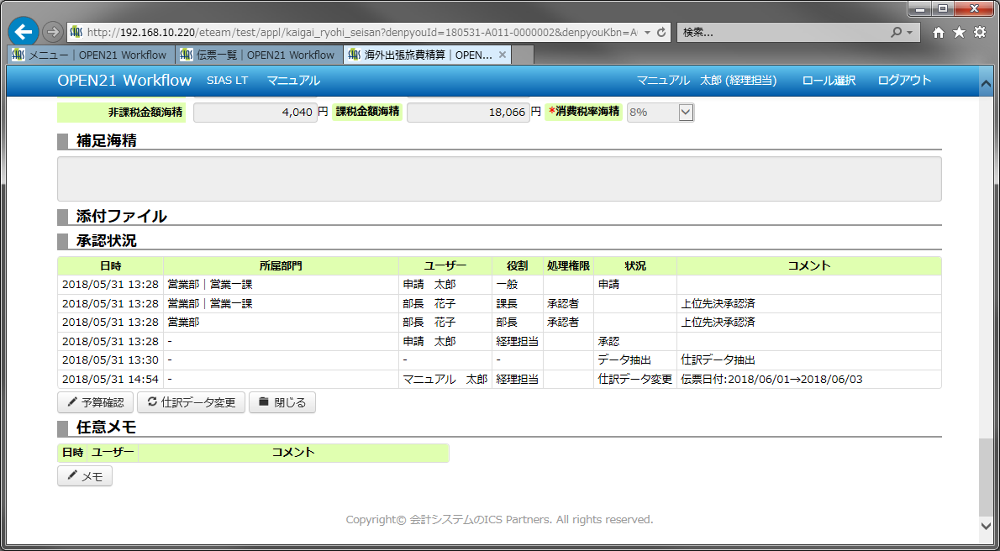 http://192.168.10.220/eteam/test/appl/kaigai_ryohi_seisan?denpyouId=180531-A011-0000002&denpyouKbn=A
検索...
メニュー | OPEN21 Workflow
伝票一覧 | OPEN21 Workflow
海外出張旅費精算 | OPEN...
OPEN21 Workflow SIAS LT マニュアル マニュアル 太郎 (経理担当) ロール選択 ログアウト
非課税金額海精 4,040 円 課税金額海精 18,066 円 *消費税率海精 8%
補足海精
添付ファイル
承認状況
日時 所属部門 ユーザー 役割 処理権限 状況 コメント
2018/05/31 13:28 営業部｜営業一課 申請 太郎 一般 申請
2018/05/31 13:28 営業部｜営業一課 部長 花子 課長 承認者 上位先決承認済
2018/05/31 13:28 営業部 部長 花子 部長 承認者 上位先決承認済
2018/05/31 13:28 - 申請 太郎 経理担当 承認
2018/05/31 13:30 - - - データ抽出 仕訳データ抽出
2018/05/31 14:54 - マニュアル 太郎 経理担当 仕訳データ変更 伝票日付:2018/06/01→2018/06/03
予算確認 仕訳データ変更 閉じる
任意メモ
日時 ユーザー コメント
メモ
Copyright© 会計システムのICS Partners. All rights reserved.